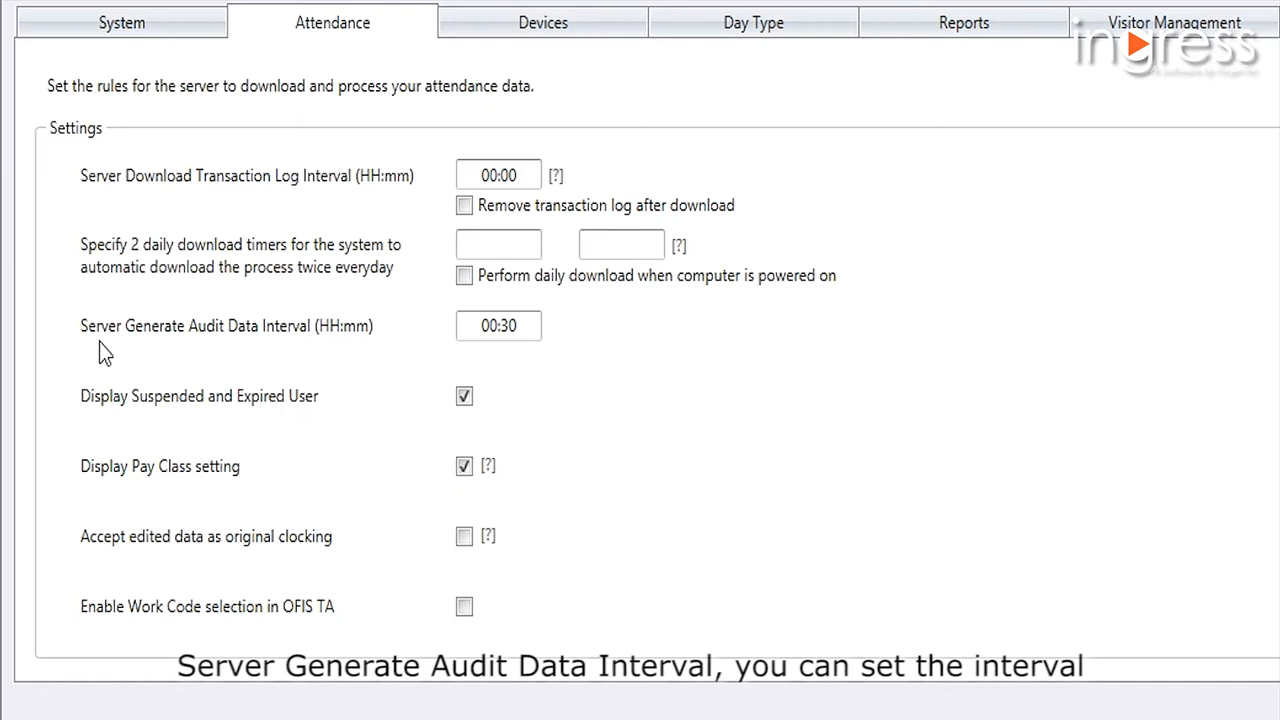 System Attendance Devices Day Type Reports Visitor Management
ingress
Set the rules for the server to download and process your attendance data.
Settings
Server Download Transaction Log Interval (HH:mm) 00:00 [?]
Remove transaction log after download
Specify 2 daily download timers for the system to [?]
automatic download the process twice everyday
Perform daily download when computer is powered on
Server Generate Audit Data Interval (HH:mm) 00:30
Display Suspended and Expired User
Display Pay Class setting [?]
Accept edited data as original clocking [?]
Enable Work Code selection in OFIS TA
Server Generate Audit Data Interval, you can set the interval